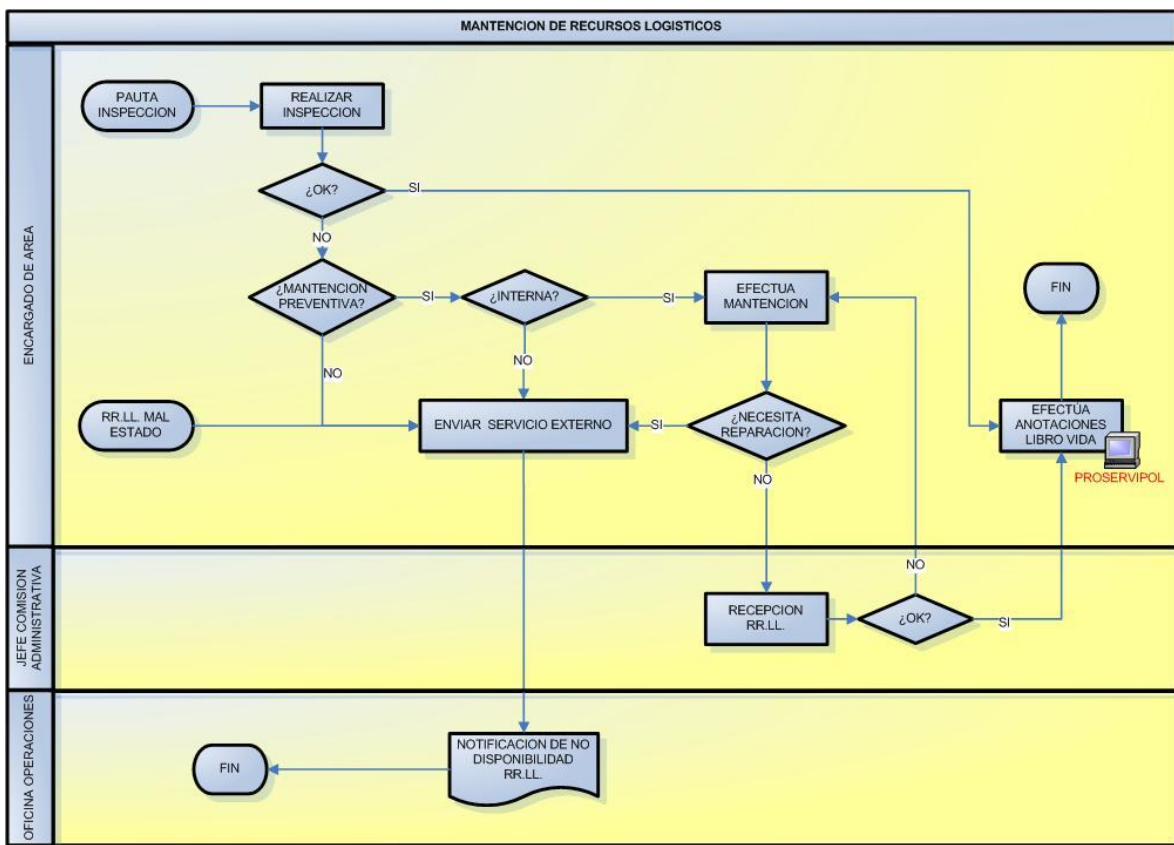 MANTENCION DE RECURSOS LOGISTICOS
ENCARGADO DE AREA
PAUTA
INSPECCION
REALIZAR
INSPECCION
¿OK?
SI
NO
¿MANTENCION
PREVENTIVA?
SI
¿INTERNA?
SI
EFECTUA
MANTENCION
FIN
NO
NO
RR.LL. MAL
ESTADO
ENVIAR SERVICIO EXTERNO
SI
¿NECESITA
REPARACION?
EFECTÚA
ANOTACIONES
LIBRO VIDA
PROSERVIPOL
NO
JEFE COMISION
ADMINISTRATIVA
NO
RECEPCION
RR.LL.
¿OK?
SI
OFICINA OPERACIONES
FIN
NOTIFICACION DE NO
DISPONIBILIDAD
RR.LL.